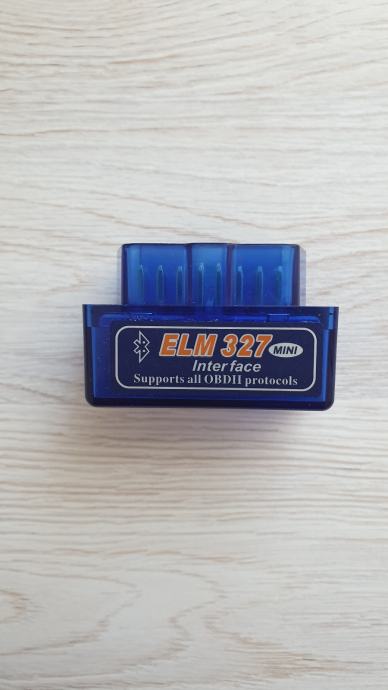 ELM 327 MINI
Interface
Supports all OBDII protocols